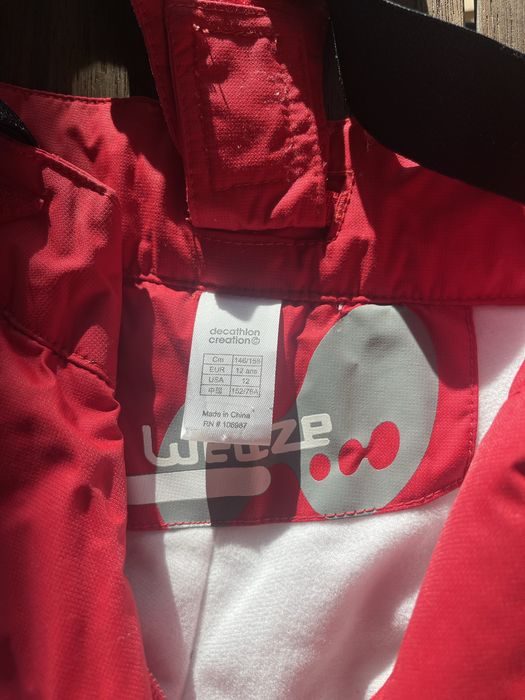 decathlon
creation©
Cm 146/155
EUR 12 ans
USA 12
中国 152/76A
Made in China
RN # 106987